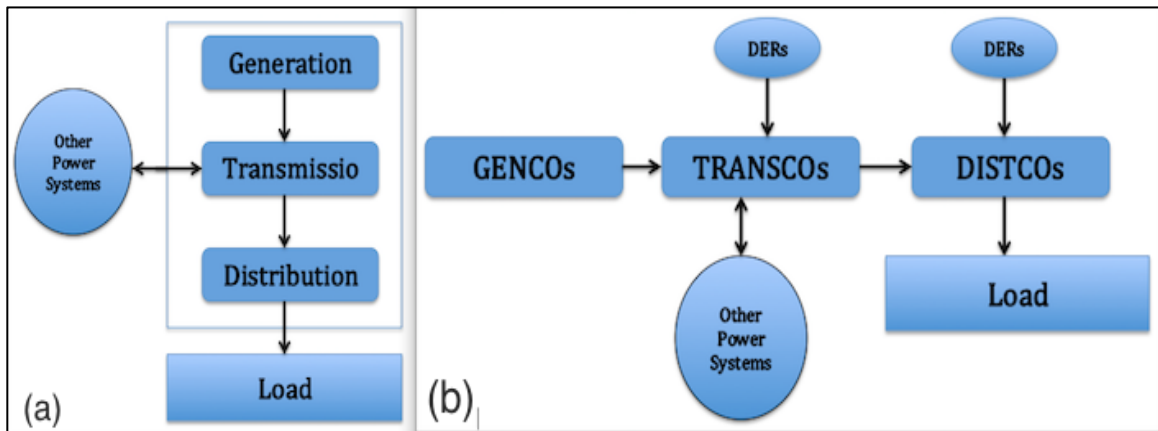 Generation
Other
Power
Systems
Transmissio
Distribution
Load
(a)
DERs
DERs
GENCOs
TRANSCOs
DISTCOs
Other
Power
Systems
Load
(b)